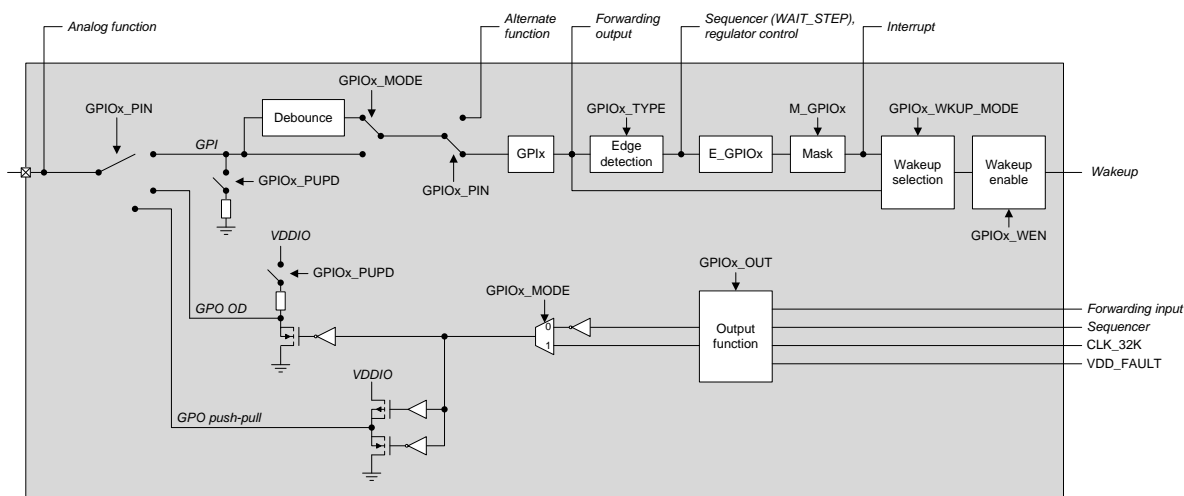 Analog function
Alternate
function
Forwarding
output
Sequencer (WAIT_STEP),
regulator control
Interrupt
GPIOx_PIN
GPI
Debounce
GPIOx_MODE
GPIOx_PUPD
GPIOx_PIN
GPIx
GPIOx_TYPE
Edge
detection
E_GPIOx
M_GPIOx
Mask
GPIOx_WKUP_MODE
Wakeup
selection
Wakeup
enable
Wakeup
GPIOx_WEN
VDDIO
GPIOx_PUPD
GPO OD
GPIOx_MODE
0
1
GPIOx_OUT
Output
function
Forwarding input
Sequencer
CLK_32K
VDD_FAULT
VDDIO
GPO push-pull